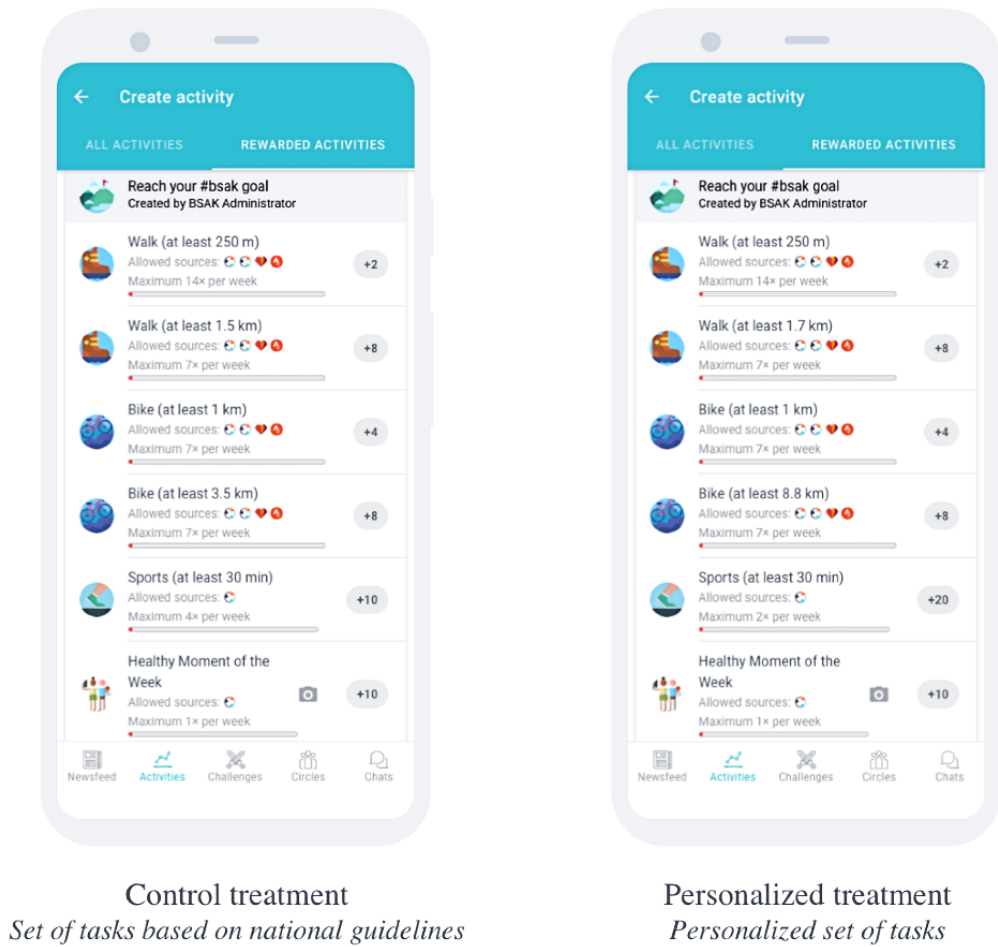 Create activity
ALL ACTIVITIES
REWARDED ACTIVITIES
Reach your #bsak goal
Created by BSAK Administrator
Walk (at least 250 m)
Allowed sources:
+2
Maximum 14× per week
Walk (at least 1.5 km)
Allowed sources:
+8
Maximum 7× per week
Bike (at least 1 km)
Allowed sources:
+4
Maximum 7× per week
Bike (at least 3.5 km)
Allowed sources:
+8
Maximum 7× per week
Sports (at least 30 min)
Allowed sources:
+10
Maximum 4× per week
Healthy Moment of the
Week
+10
Allowed sources:
Maximum 1× per week
Newsfeed
Activities
Challenges
Circles
Chats
Control treatment
Set of tasks based on national guidelines
Create activity
ALL ACTIVITIES
REWARDED ACTIVITIES
Reach your #bsak goal
Created by BSAK Administrator
Walk (at least 250 m)
Allowed sources:
+2
Maximum 14× per week
Walk (at least 1.7 km)
Allowed sources:
+8
Maximum 7× per week
Bike (at least 1 km)
Allowed sources:
+4
Maximum 7× per week
Bike (at least 8.8 km)
Allowed sources:
+8
Maximum 7× per week
Sports (at least 30 min)
Allowed sources:
+20
Maximum 2× per week
Healthy Moment of the
Week
+10
Allowed sources:
Maximum 1× per week
Newsfeed
Activities
Challenges
Circles
Chats
Personalized treatment
Personalized set of tasks